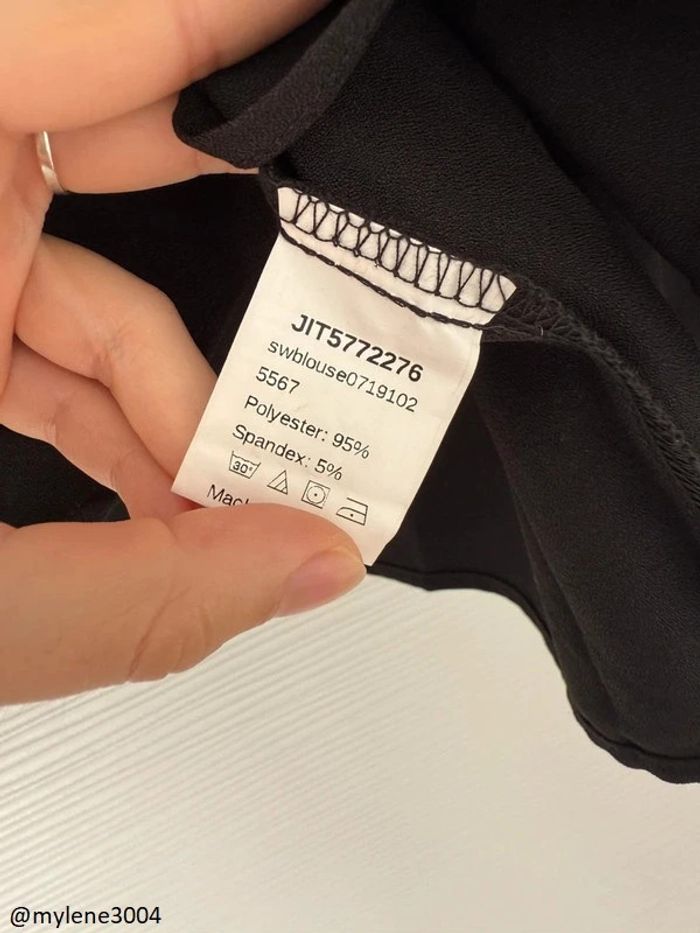 JIT5772276
swblouse0719102
5567
Polyester: 95%
Spandex: 5%
30°
@mylene3004